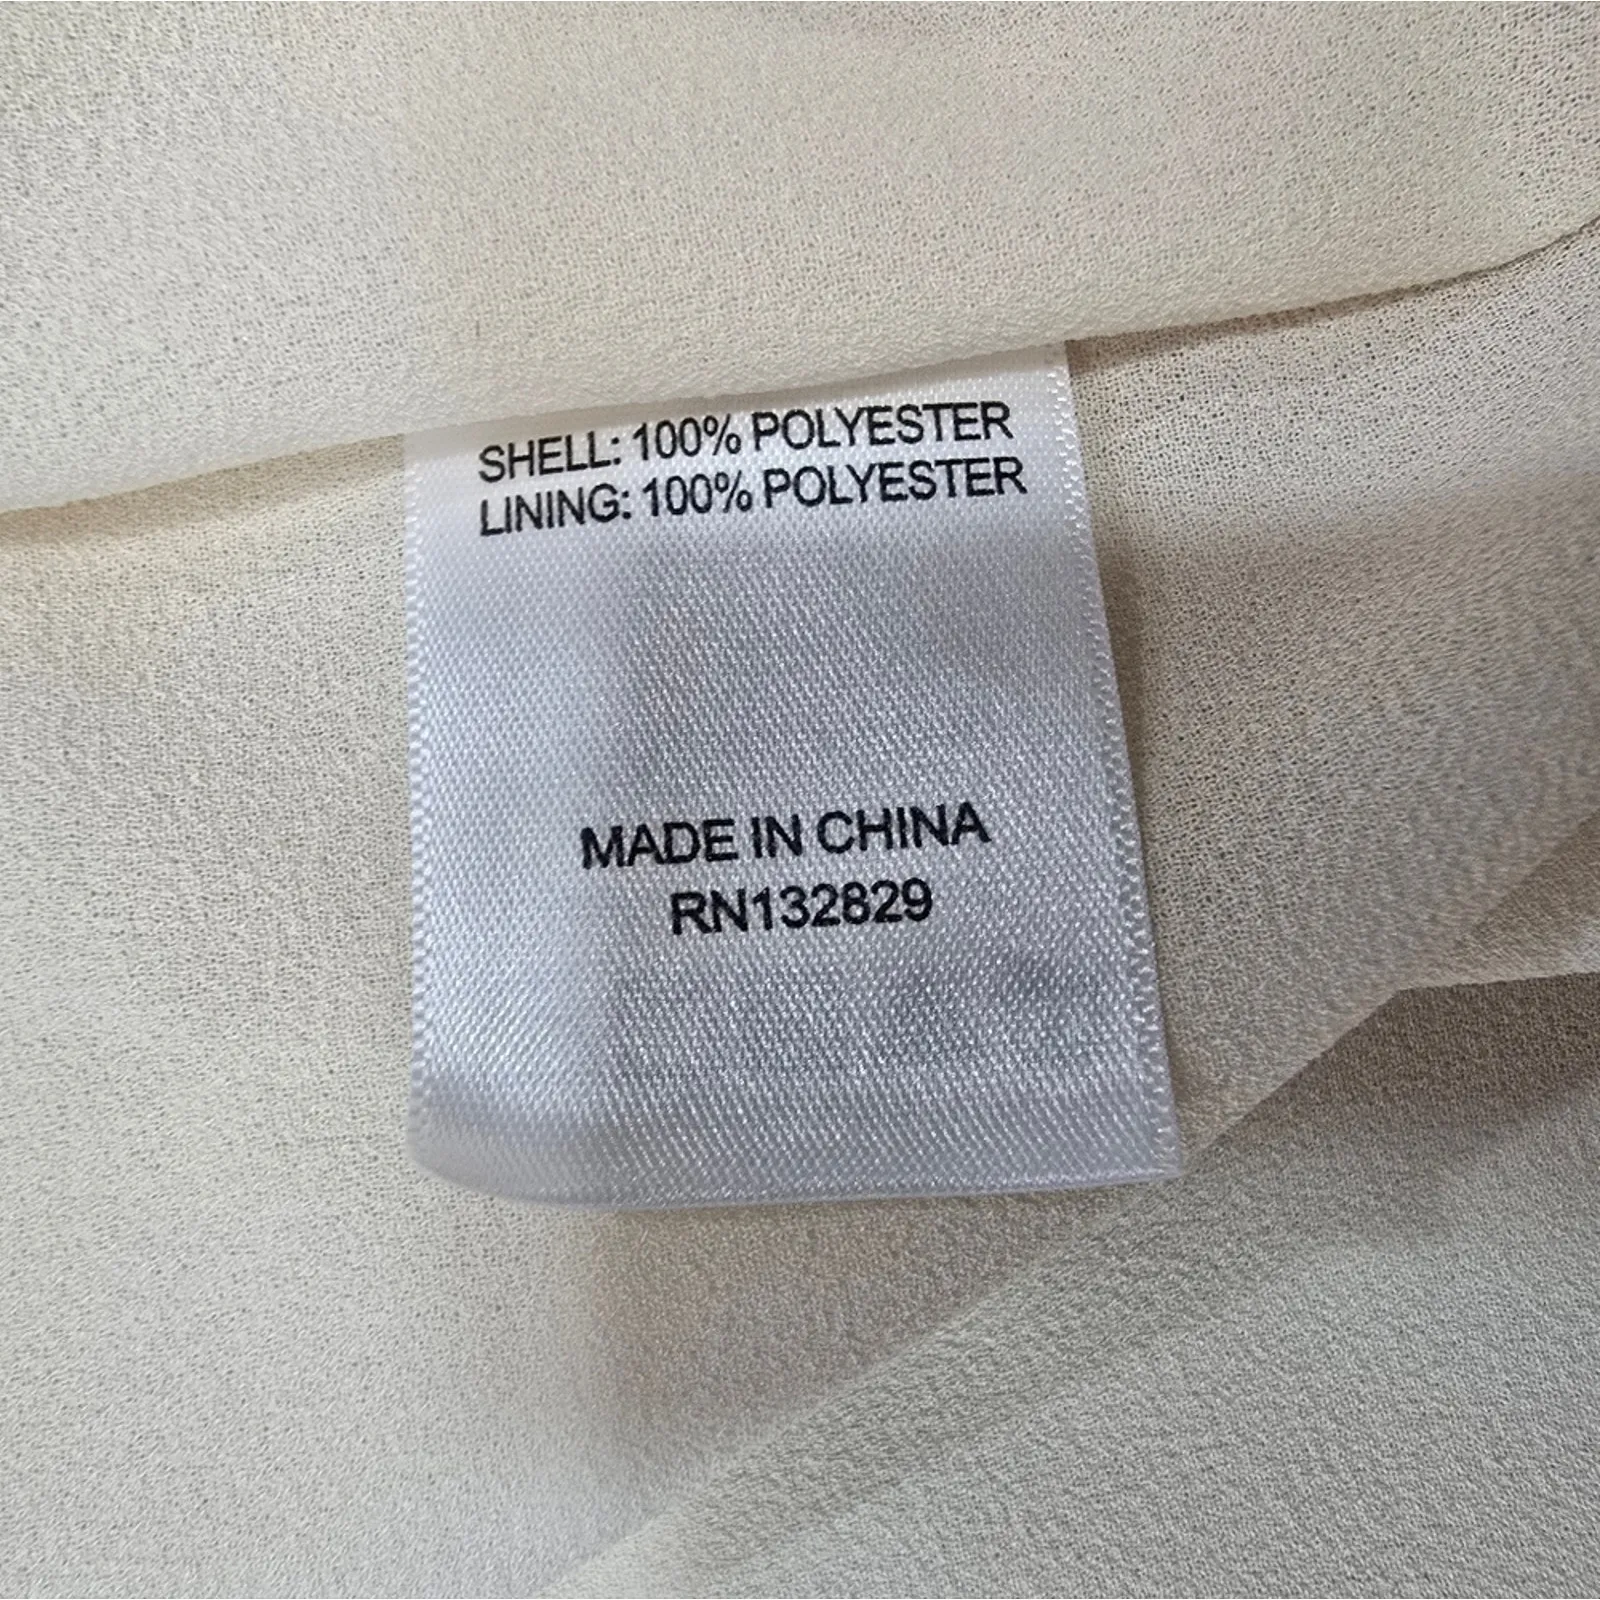 SHELL: 100% POLYESTER
LINING: 100% POLYESTER
MADE IN CHINA
RN132829